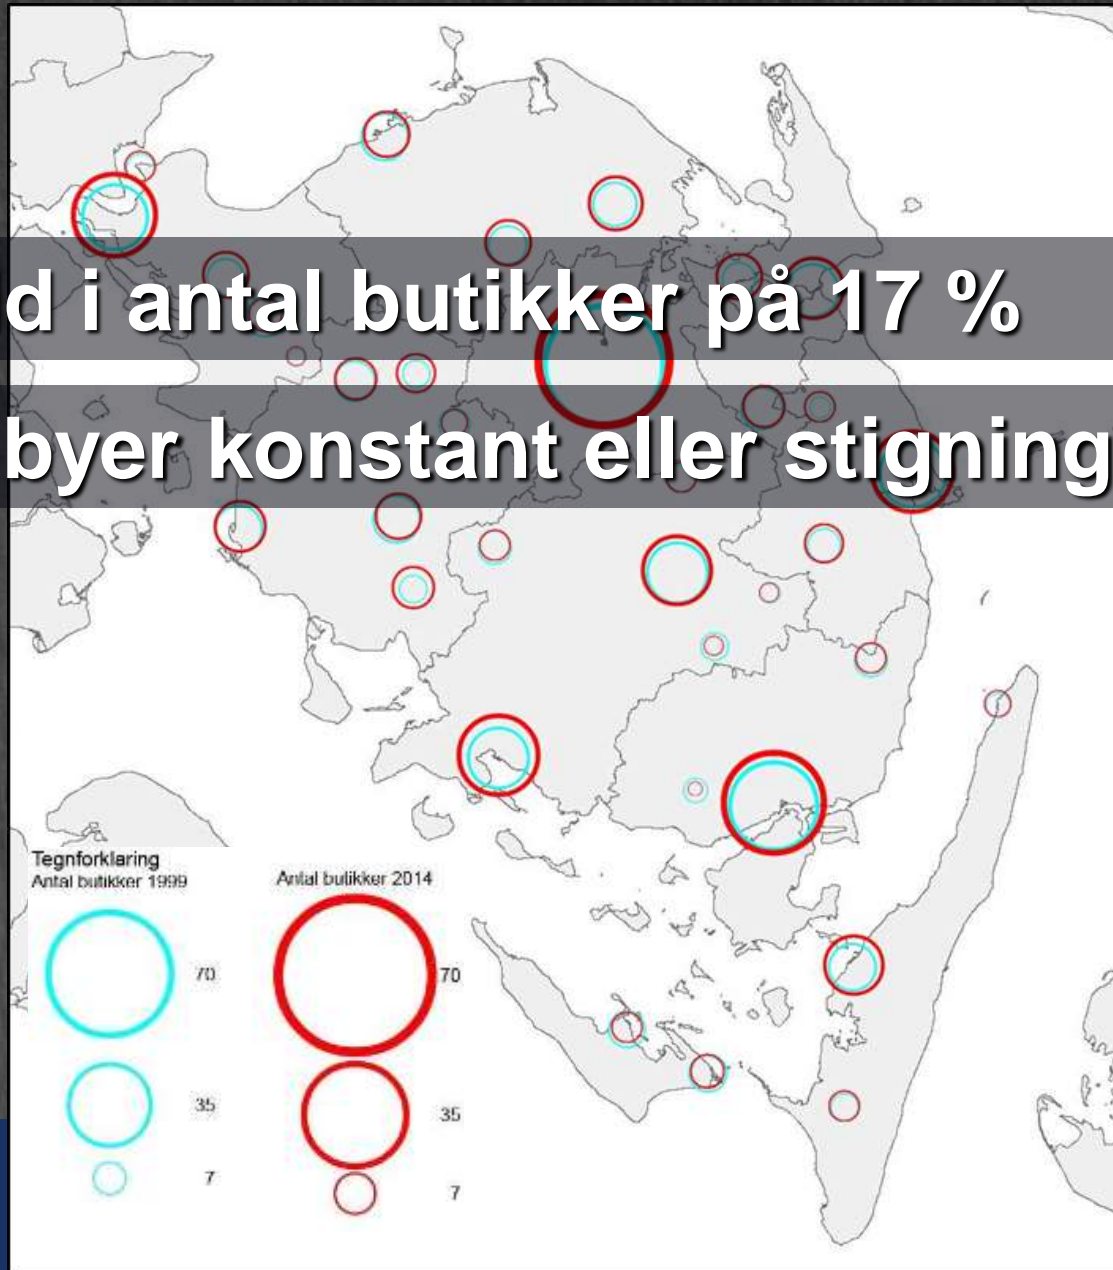 d i antal butikker på 17 %
byer konstant eller stigning
Tegnforklaring
Antal butikker 1999
Antal butikker 2014
70
70
35
35
7
7